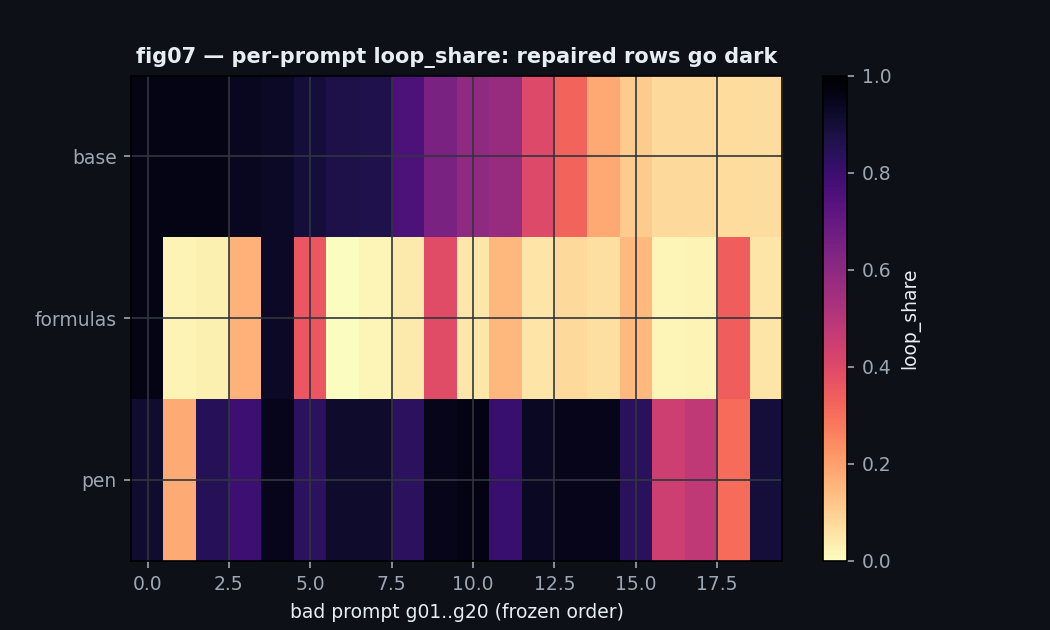 fig07 — per-prompt loop_share: repaired rows go dark
base
formulas
pen
0.0 2.5 5.0 7.5 10.0 12.5 15.0 17.5
bad prompt g01..g20 (frozen order)
1.0
0.8
0.6
0.4
0.2
0.0
loop_share